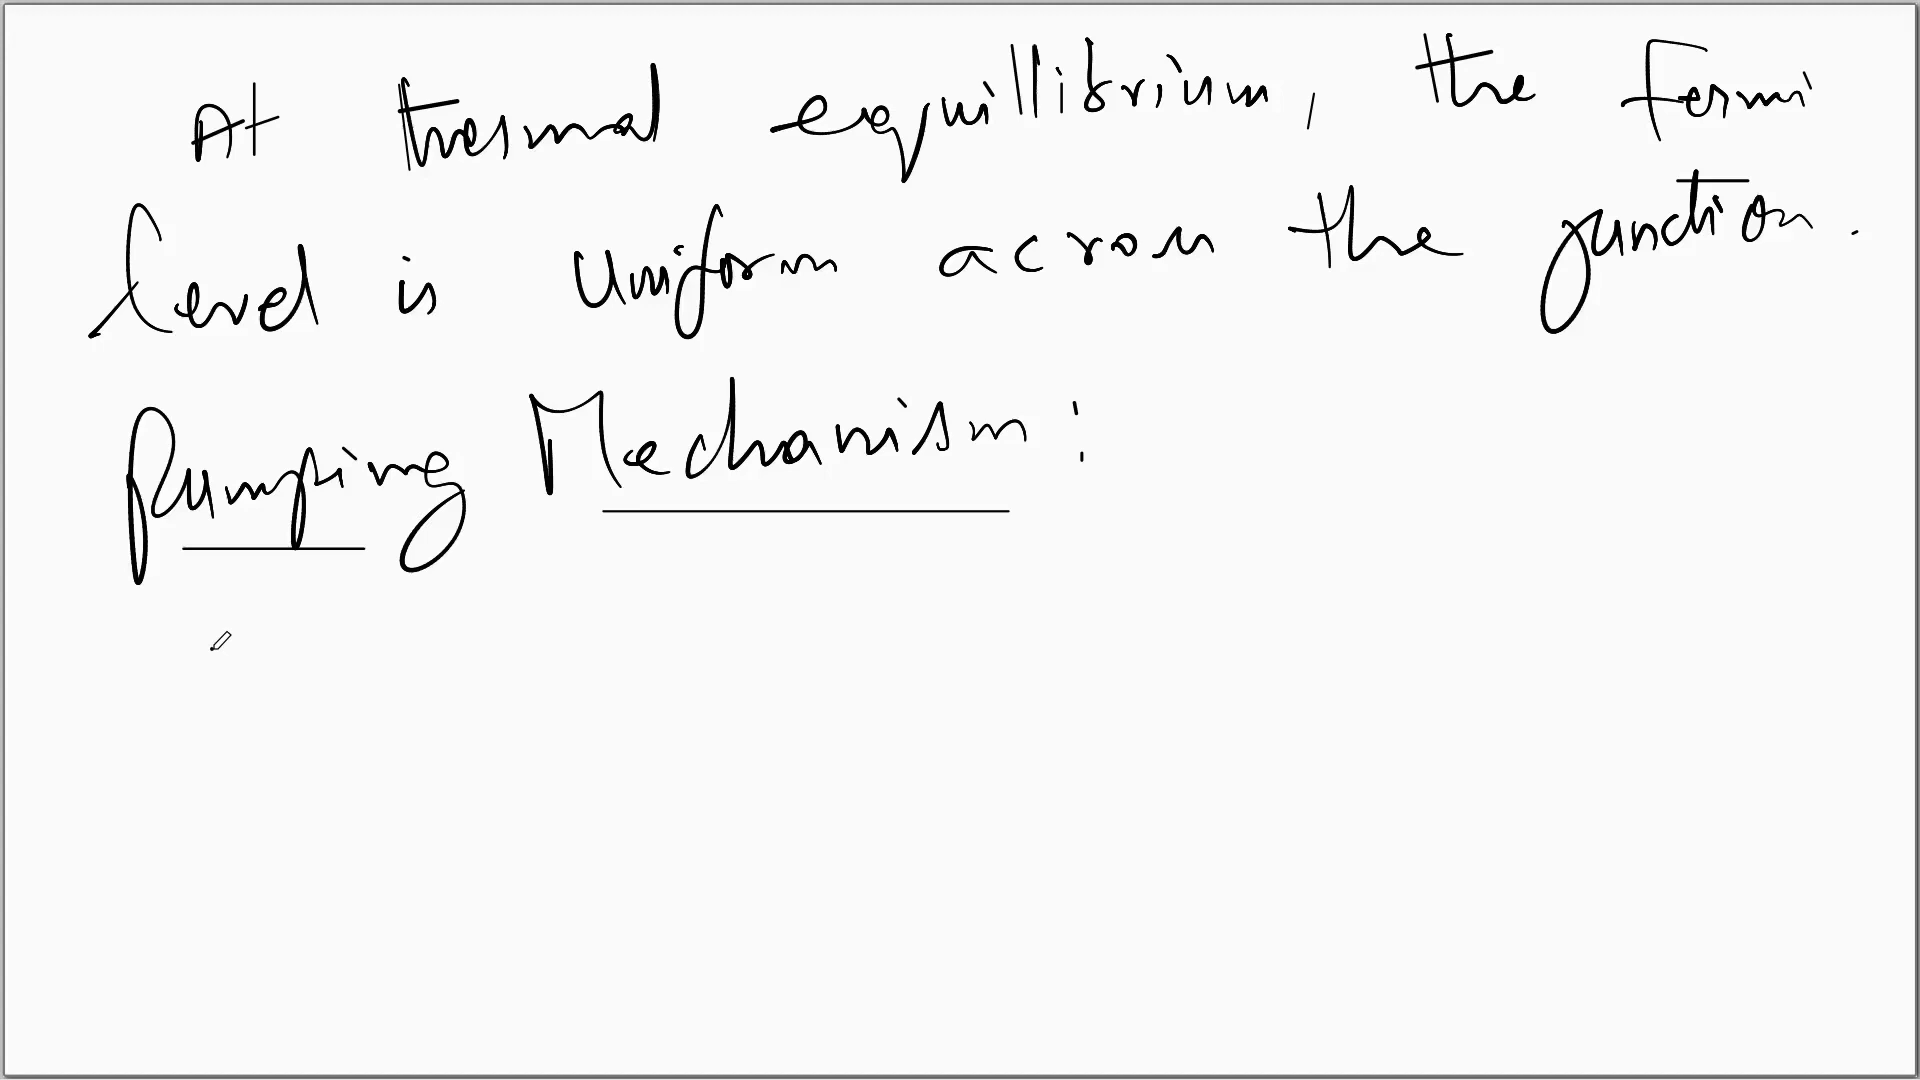 At thermal equillibrium, the Fermi
level is uniform across the junction.
Pumping Mechanism: